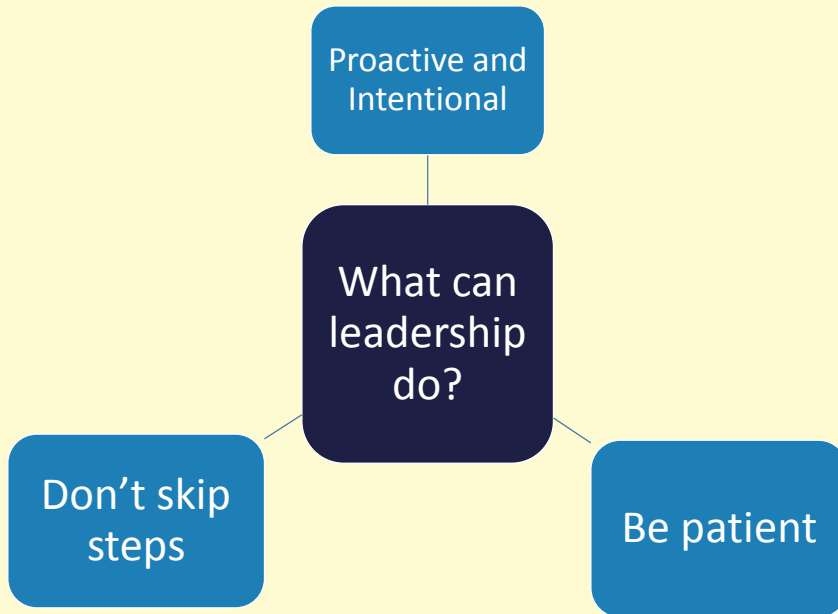 Proactive and
Intentional
What can
leadership
do?
Don’t skip
steps
Be patient